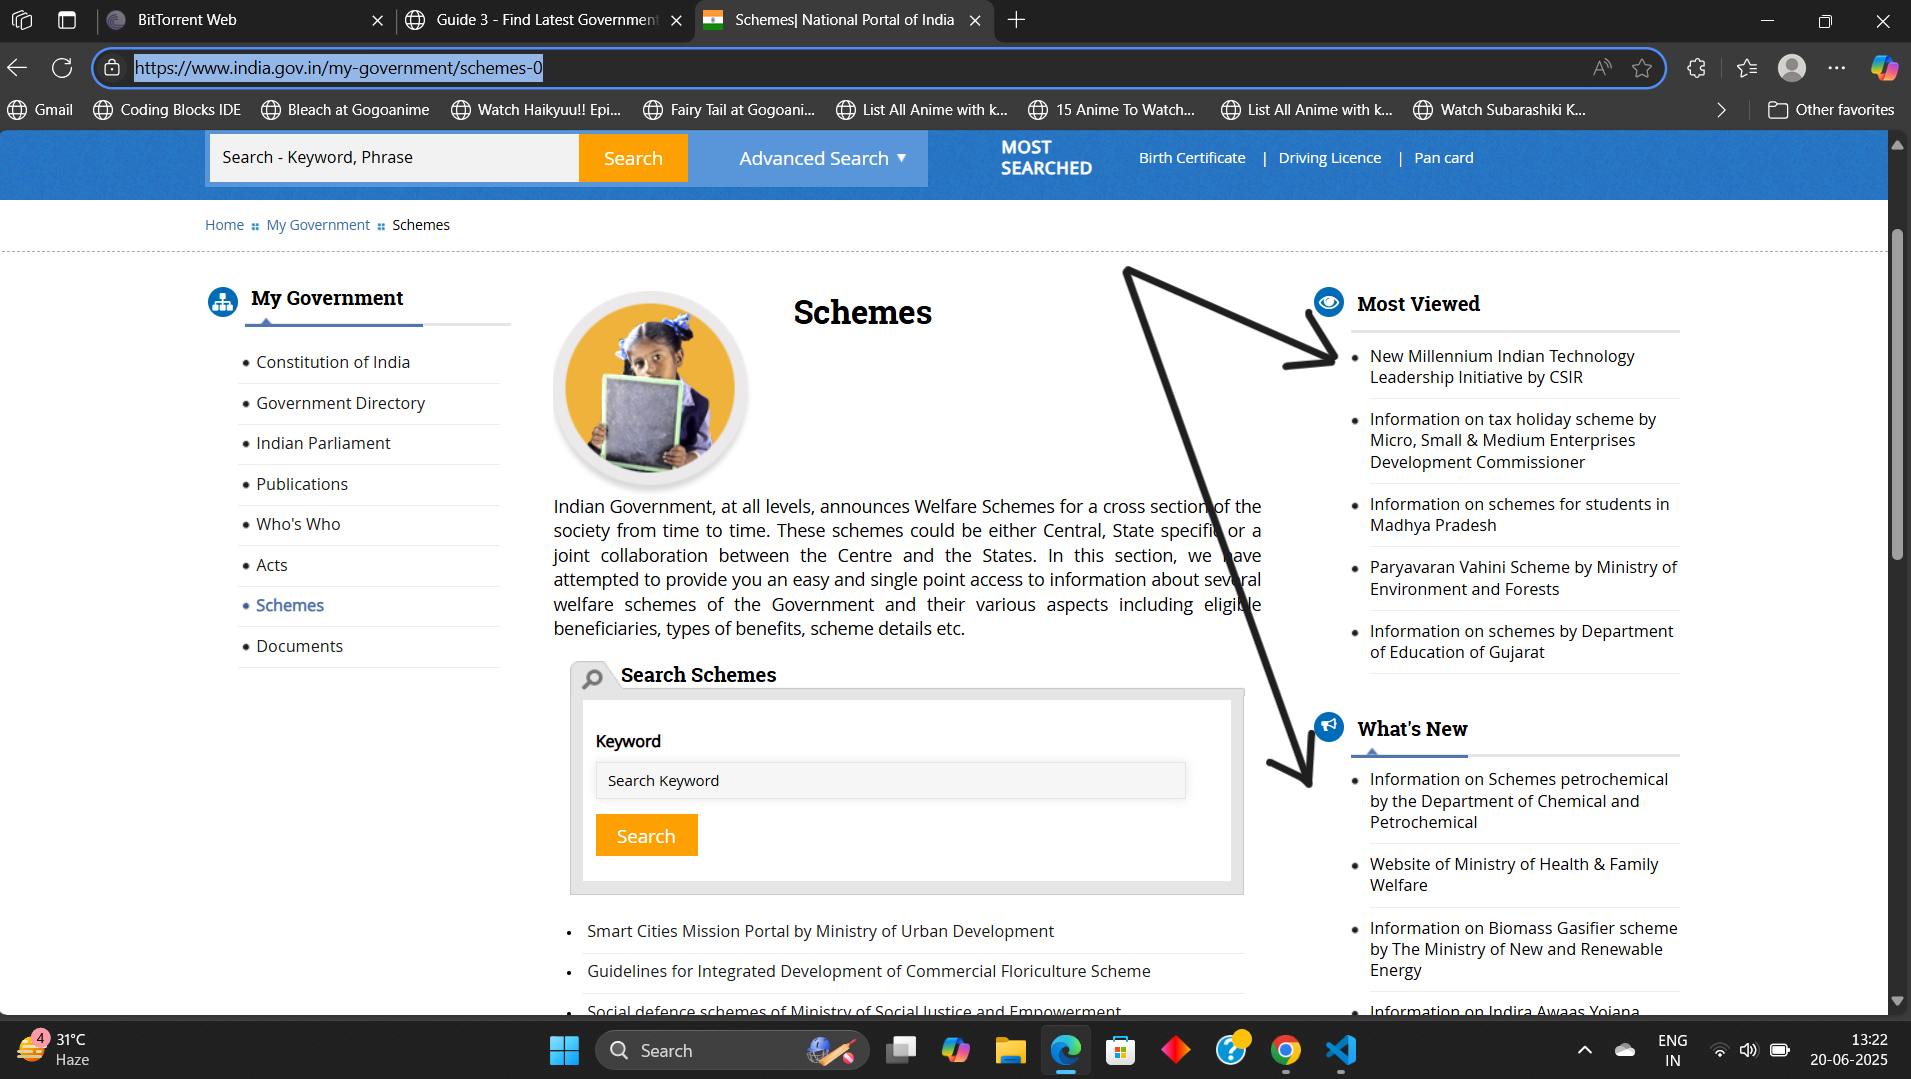 BitTorrent Web
Guide 3 - Find Latest Government
Schemes| National Portal of India
https://www.india.gov.in/my-government/schemes-0
Gmail
Coding Blocks IDE
Bleach at Gogoanime
Watch Haikyuu!! Epi...
Fairy Tail at Gogoani...
List All Anime with k...
15 Anime To Watch...
List All Anime with k...
Watch Subarashiki K...
Other favorites
Search - Keyword, Phrase
Search
Advanced Search
MOST
SEARCHED
Birth Certificate | Driving Licence | Pan card
Home My Government Schemes
My Government
Constitution of India
Government Directory
Indian Parliament
Publications
Who's Who
Acts
Schemes
Documents
Schemes
Indian Government, at all levels, announces Welfare Schemes for a cross section of the
society from time to time. These schemes could be either Central, State specific or a
joint collaboration between the Centre and the States. In this section, we have
attempted to provide you an easy and single point access to information about several
welfare schemes of the Government and their various aspects including eligible
beneficiaries, types of benefits, scheme details etc.
Search Schemes
Keyword
Search Keyword
Search
Smart Cities Mission Portal by Ministry of Urban Development
Guidelines for Integrated Development of Commercial Floriculture Scheme
Social defence schemes of Ministry of Social Justice and Empowerment
Most Viewed
New Millennium Indian Technology
Leadership Initiative by CSIR
Information on tax holiday scheme by
Micro, Small & Medium Enterprises
Development Commissioner
Information on schemes for students in
Madhya Pradesh
Paryavaran Vahini Scheme by Ministry of
Environment and Forests
Information on schemes by Department
of Education of Gujarat
What's New
Information on Schemes petrochemical
by the Department of Chemical and
Petrochemical
Website of Ministry of Health & Family
Welfare
Information on Biomass Gasifier scheme
by The Ministry of New and Renewable
Energy
Information on Indira Awaas Yojana
4
31°C
Haze
Search
ENG
IN
13:22
20-06-2025